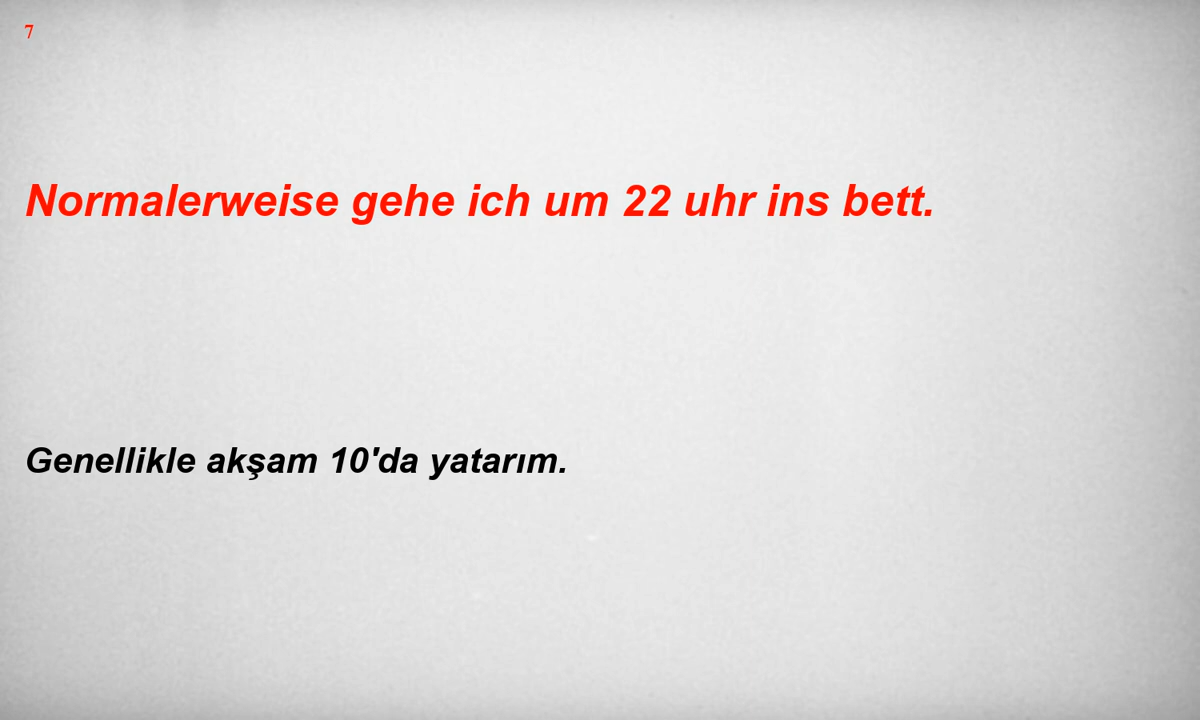 7
Normalerweise gehe ich um 22 uhr ins bett.
Genellikle akşam 10'da yatarım.